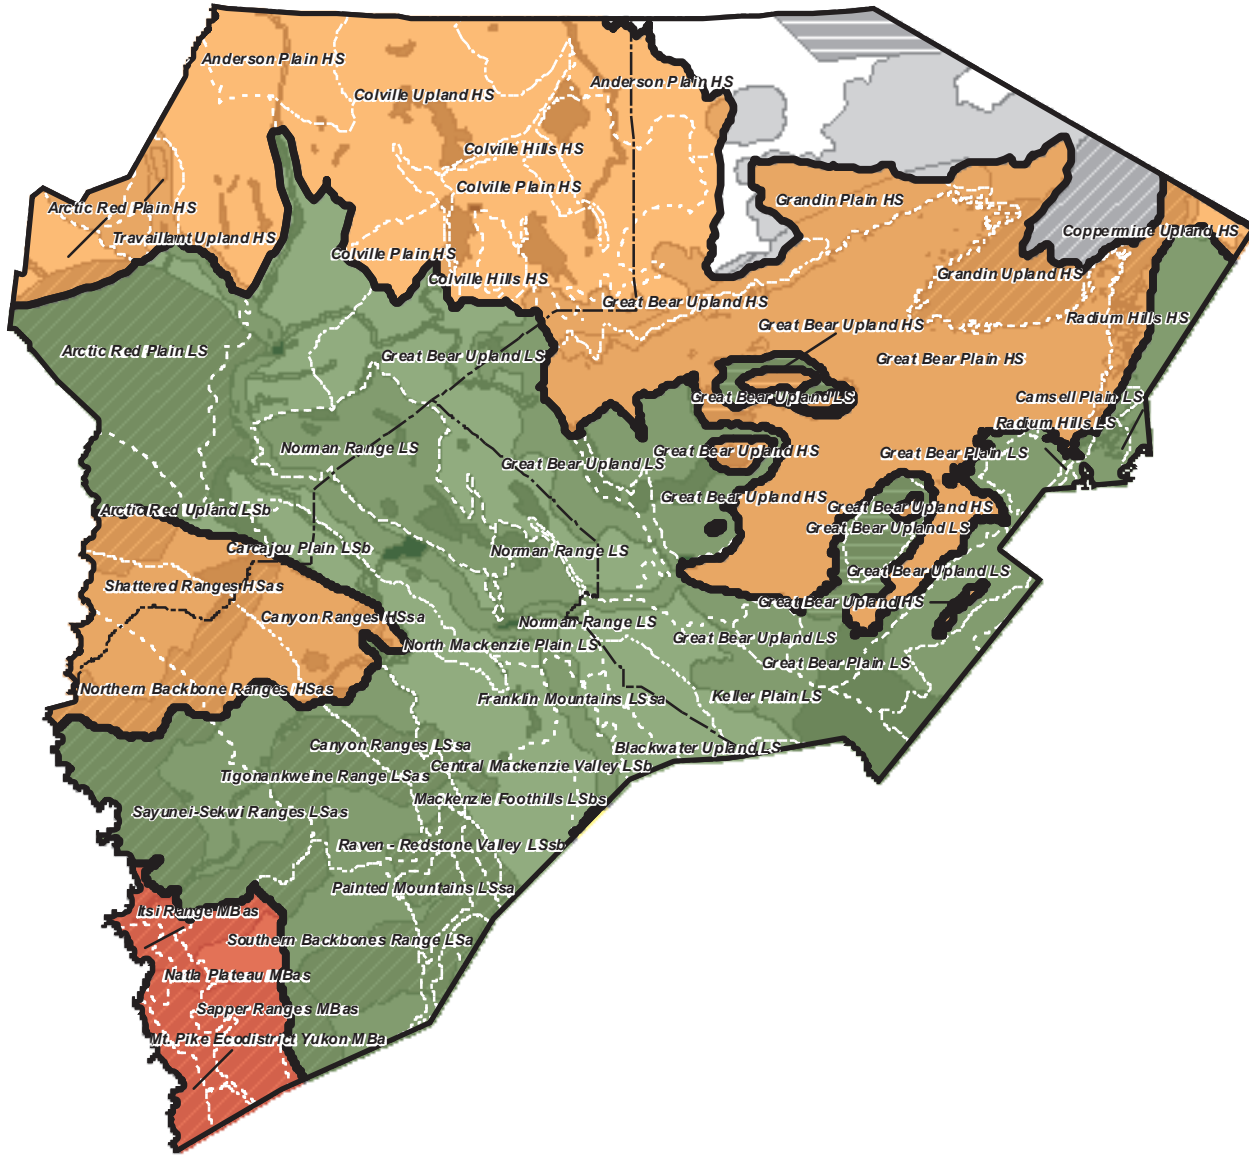 Anderson Plain HS
Anderson Plain HS
Colville Upland HS
Colville Hills HS
Colville Plain HS
Grandin Plain HS
Arctic Red Plain HS
Travaillant Upland HS
Coppermine Upland HS
Colville Plain HS
Colville Hills HS
Grandin Upland HS
Great Bear Upland HS
Radium Hills HS
Great Bear Upland HS
Arctic Red Plain LS
Great Bear Upland LS
Great Bear Plain HS
Great Bear Upland LS
Camsell Plain LS
Radium Hills LS
Norman Range LS
Great Bear Upland HS
Great Bear Plain LS
Great Bear Upland LS
Great Bear Upland HS
Great Bear Upland HS
Arctic Red Upland LSb
Great Bear Upland LS
Carcajou Plain LSb
Norman Range LS
Great Bear Upland LS
Shattered Ranges HSas
Great Bear Upland HS
Canyon Ranges HSsa
Norman Range LS
Great Bear Upland LS
North Mackenzie Plain LS
Great Bear Plain LS
Northern Backbone Ranges HSas
Franklin Mountains LSsa
Keller Plain LS
Canyon Ranges LSsa
Blackwater Upland LS
Central Mackenzie Valley LSb
Tigonankweine Range LSas
Mackenzie Foothills LSbs
Sayunei-Sekwi Ranges LSas
Raven - Redstone Valley LSsb
Painted Mountains LSsa
Itsi Range MBas
Southern Backbones Range LSa
Natla Plateau MBas
Sapper Ranges MBas
Mt. Pike Ecodistrict Yukon MBa